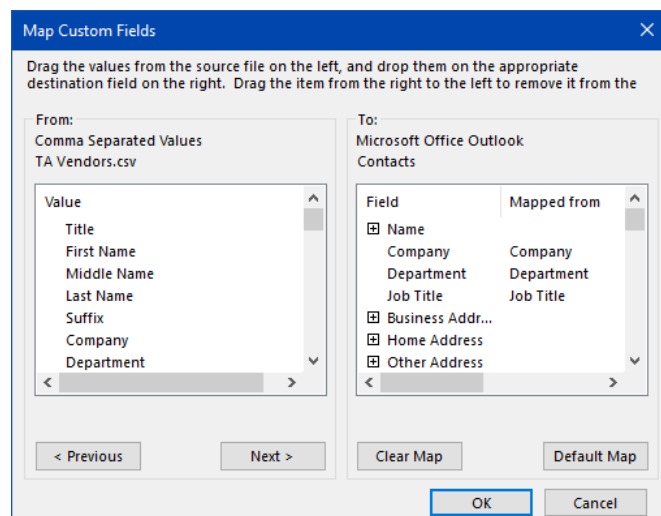 Map Custom Fields
Drag the values from the source file on the left, and drop them on the appropriate
destination field on the right. Drag the item from the right to the left to remove it from the
From:
Comma Separated Values
TA Vendors.csv
Value
Title
First Name
Middle Name
Last Name
Suffix
Company
Department
< Previous
Next >
To:
Microsoft Office Outlook
Contacts
Field Mapped from
Name
Company Company
Department Department
Job Title Job Title
Business Addr...
Home Address
Other Address
Clear Map
Default Map
OK
Cancel